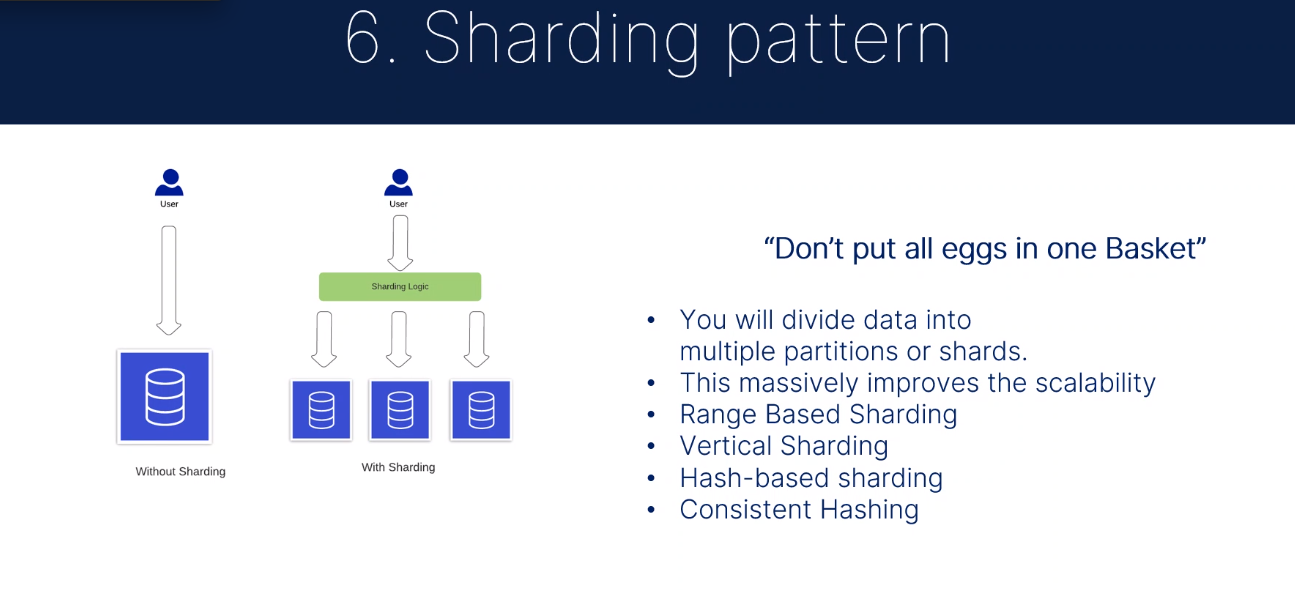 6. Sharding pattern
User
User
Sharding Logic
Without Sharding
With Sharding
“Don’t put all eggs in one Basket”
• You will divide data into
multiple partitions or shards.
• This massively improves the scalability
• Range Based Sharding
• Vertical Sharding
• Hash-based sharding
• Consistent Hashing